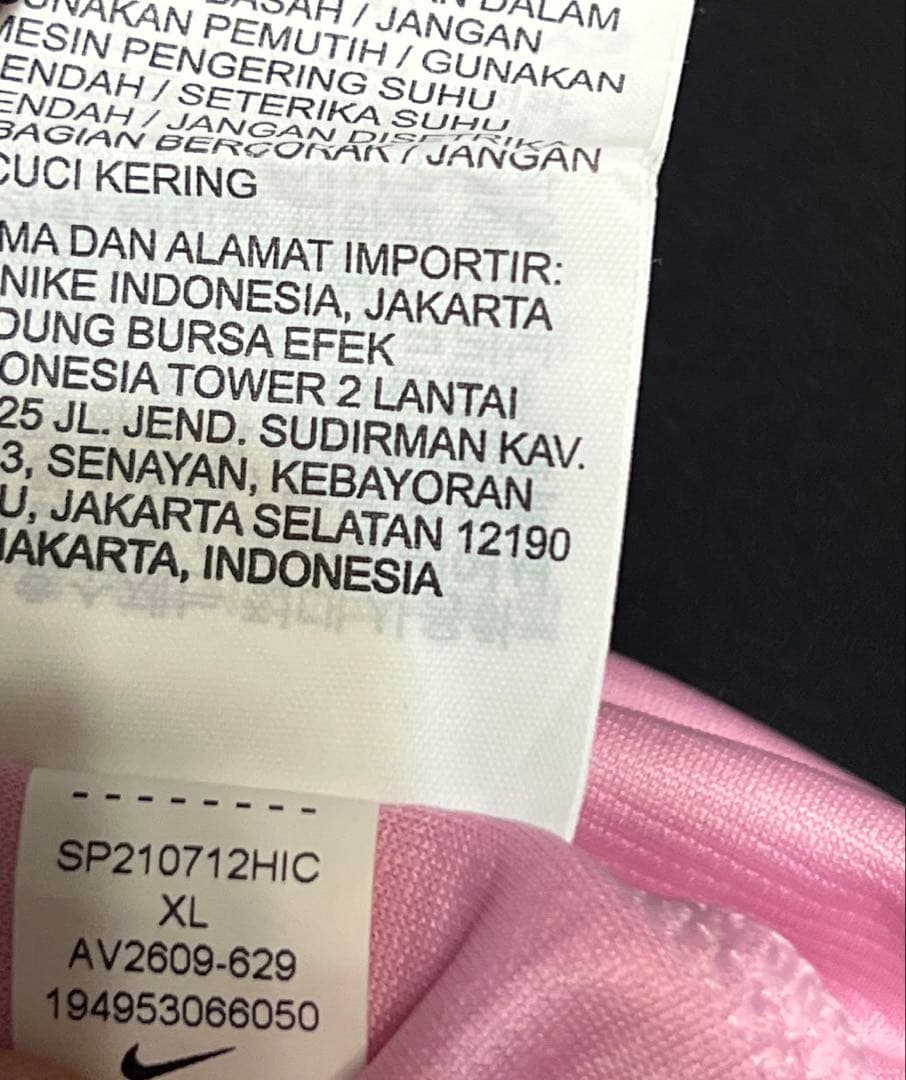 DALAM
/ JANGAN
PEMUTIH / GUNAKAN
MESIN PENGERING SUHU
ENDAH / SETERIKA SUHU
ENDAH / JANGAN DISETRIKA
BAGIAN BERCORAK / JANGAN
CUCI KERING
MA DAN ALAMAT IMPORTIR:
NIKE INDONESIA, JAKARTA
DUNG BURSA EFEK
ONESIA TOWER 2 LANTAI
25 JL. JEND. SUDIRMAN KAV.
3, SENAYAN, KEBAYORAN
U, JAKARTA SELATAN 12190
JAKARTA, INDONESIA
SP210712HIC
XL
AV2609-629
194953066050